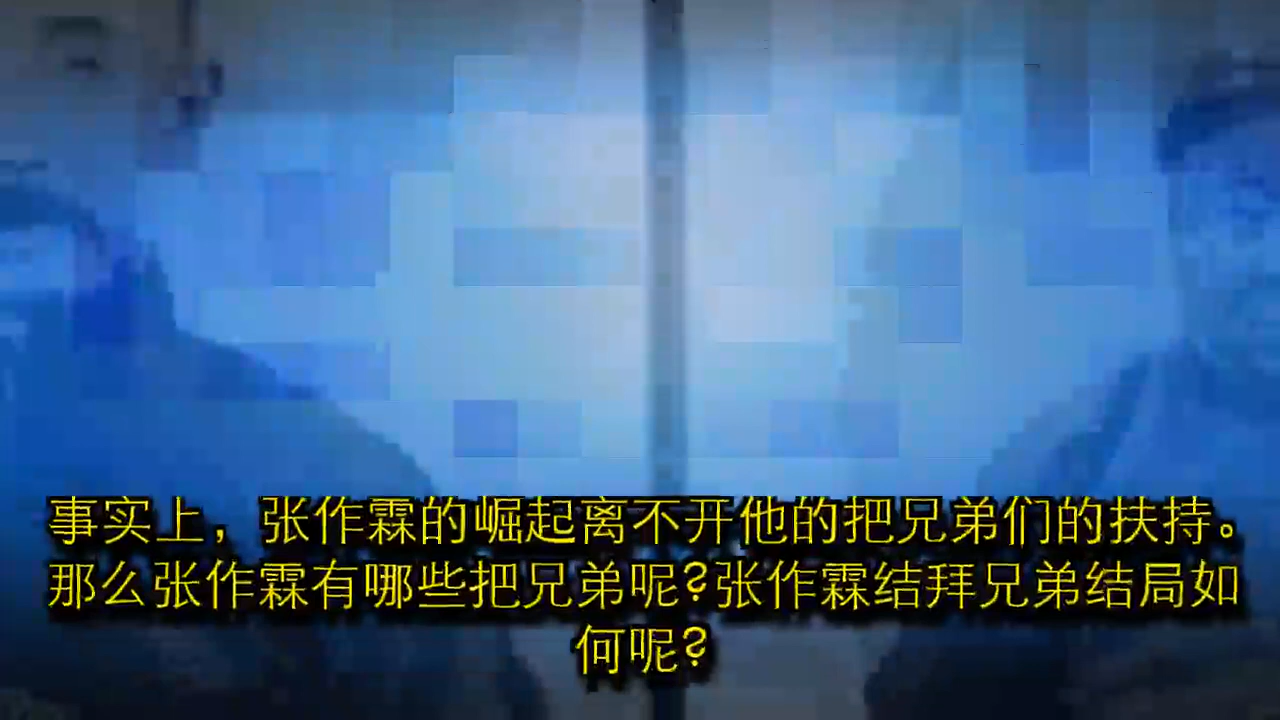 事实上，张作霖的崛起离不开他的把兄弟们的扶持。
那么张作霖有哪些把兄弟呢?张作霖结拜兄弟结局如
何呢?